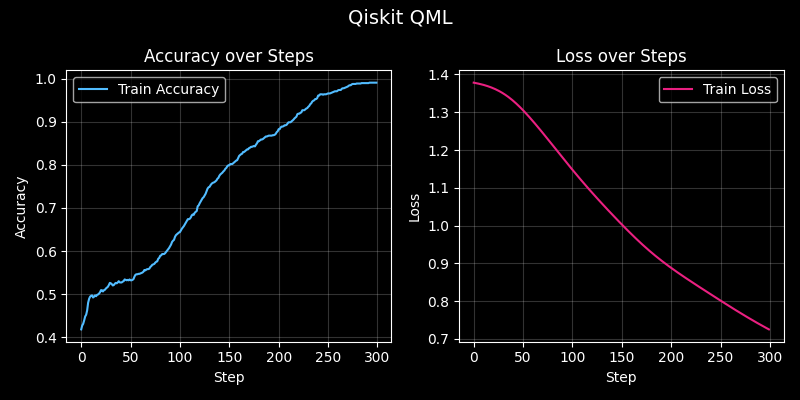 Qiskit QML
Accuracy over Steps
Train Accuracy
1.0
0.9
0.8
0.7
0.6
0.5
0.4
Accuracy
0 50 100 150 200 250 300
Step
Loss over Steps
Train Loss
1.4
1.3
1.2
1.1
1.0
0.9
0.8
0.7
Loss
0 50 100 150 200 250 300
Step